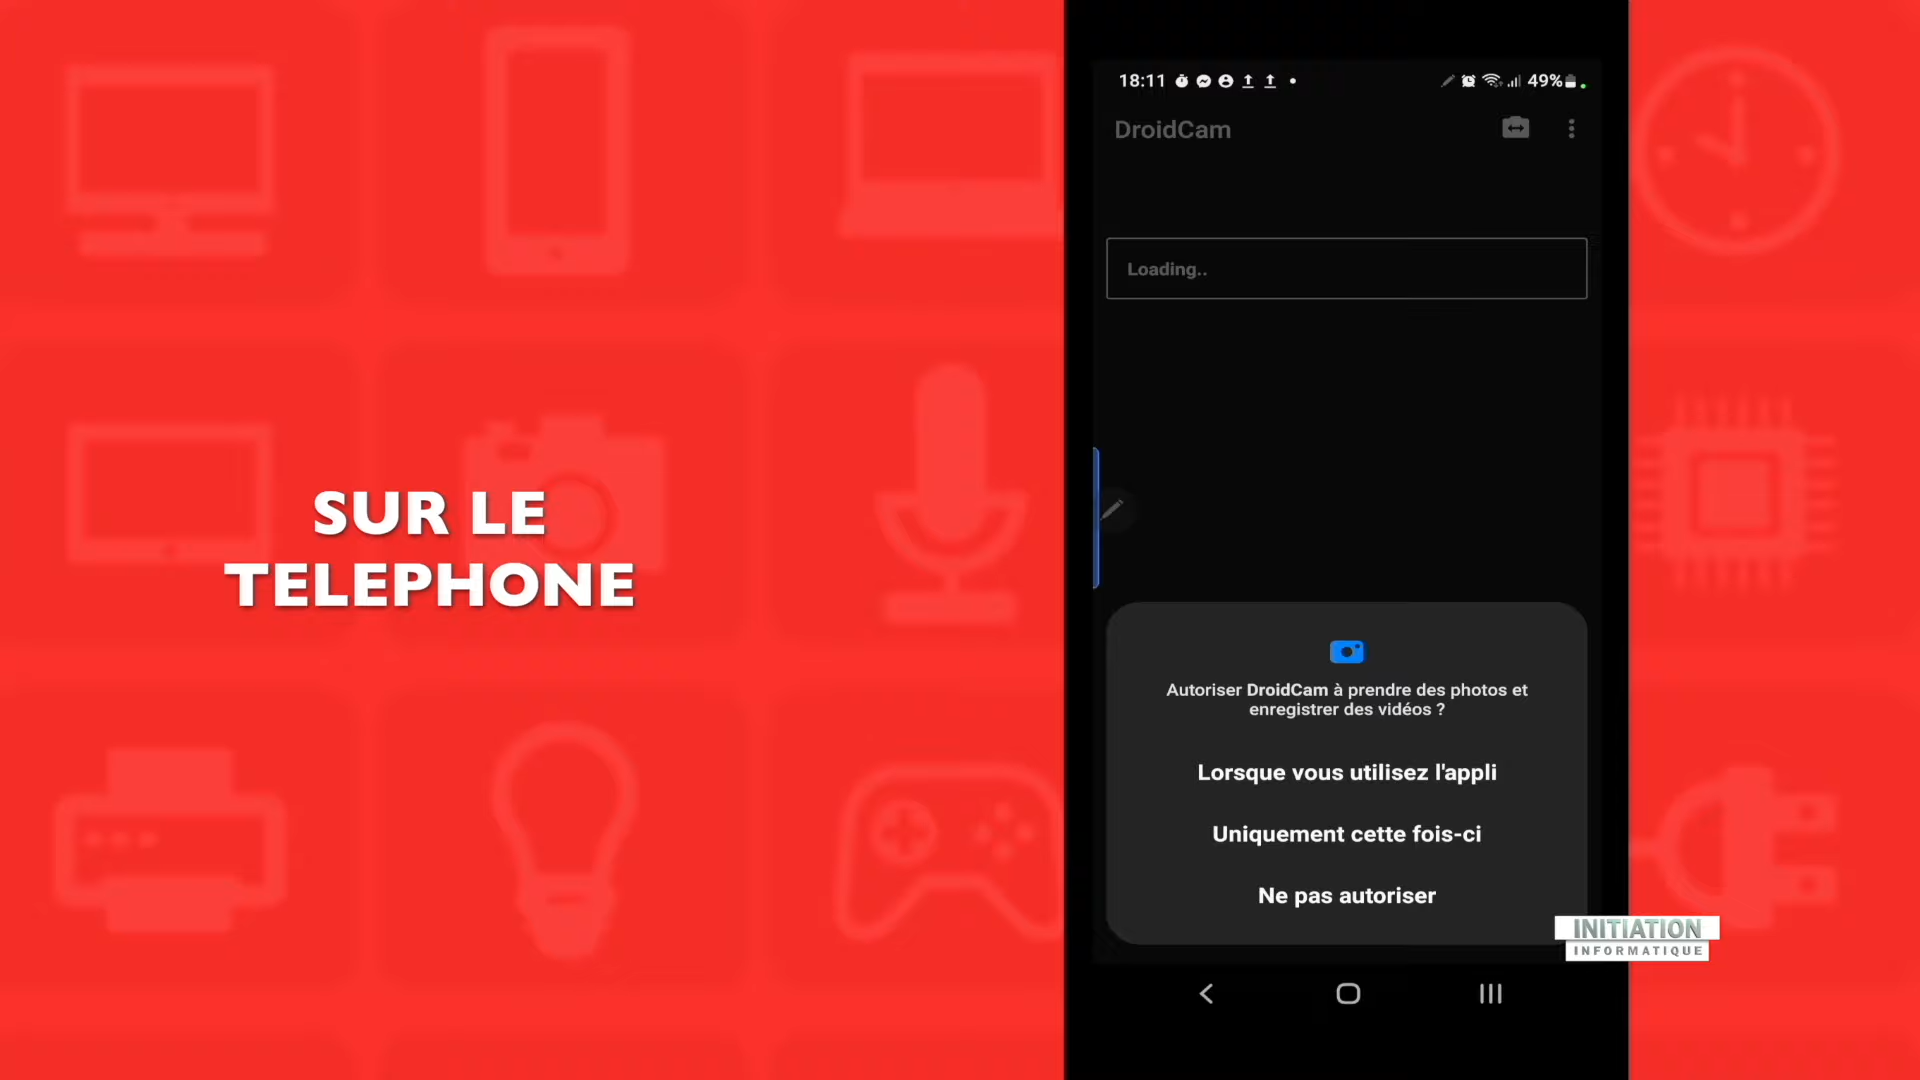 SUR LE
TELEPHONE
18:11
49%
DroidCam
Loading..
Autoriser DroidCam à prendre des photos et
enregistrer des vidéos ?
Lorsque vous utilisez l'appli
Uniquement cette fois-ci
Ne pas autoriser
INITIATION
INFORMATIQUE